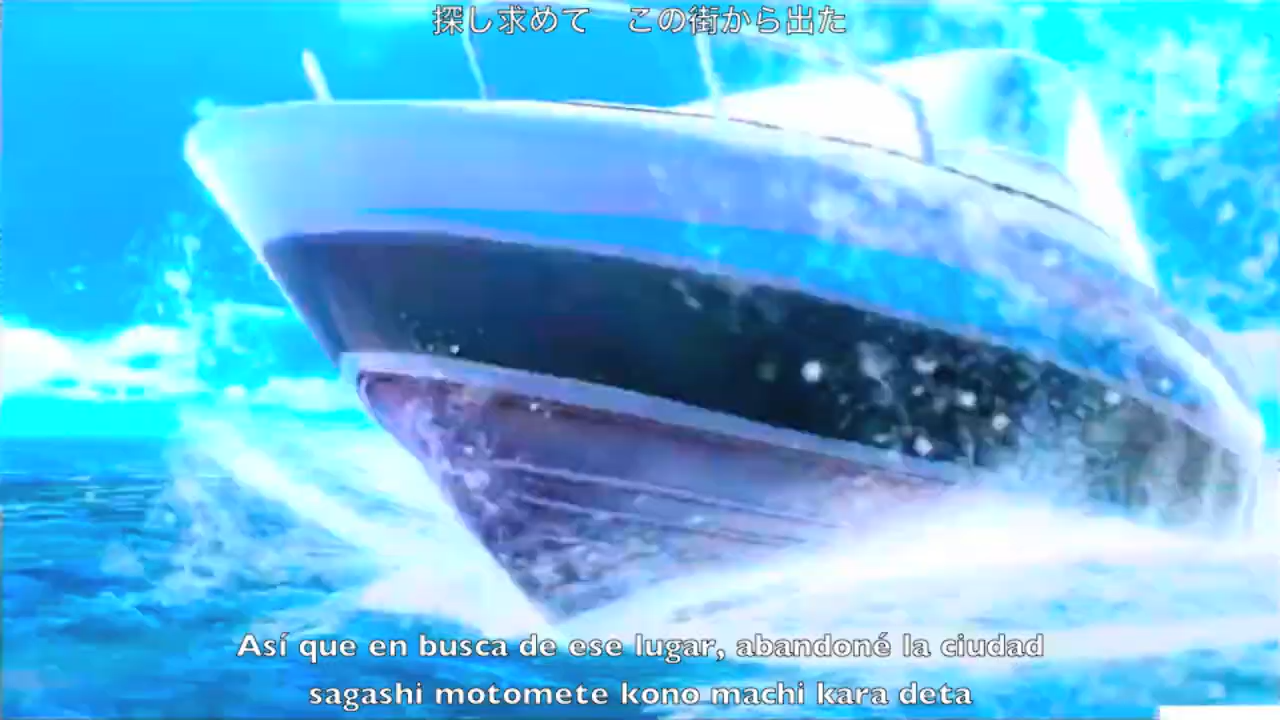 探し求めて　この街から出た
Así que en busca de ese lugar, abandoné la ciudad
sagashi motomete kono machi kara deta